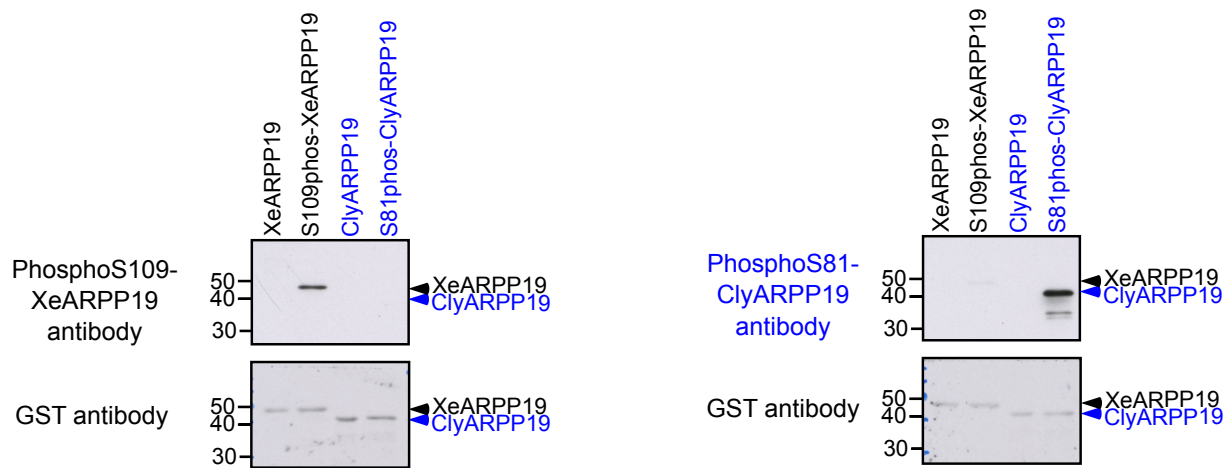 XeARPP19
S109phos-XeARPP19
ClyARPP19
S81phos-ClyARPP19
PhosphoS109-
XeARPP19
antibody
50
40
30
XeARPP19
ClyARPP19
GST antibody
50
40
30
XeARPP19
ClyARPP19
XeARPP19
S109phos-XeARPP19
ClyARPP19
S81phos-ClyARPP19
PhosphoS81-
ClyARPP19
antibody
50
40
30
XeARPP19
ClyARPP19
GST antibody
50
40
30
XeARPP19
ClyARPP19